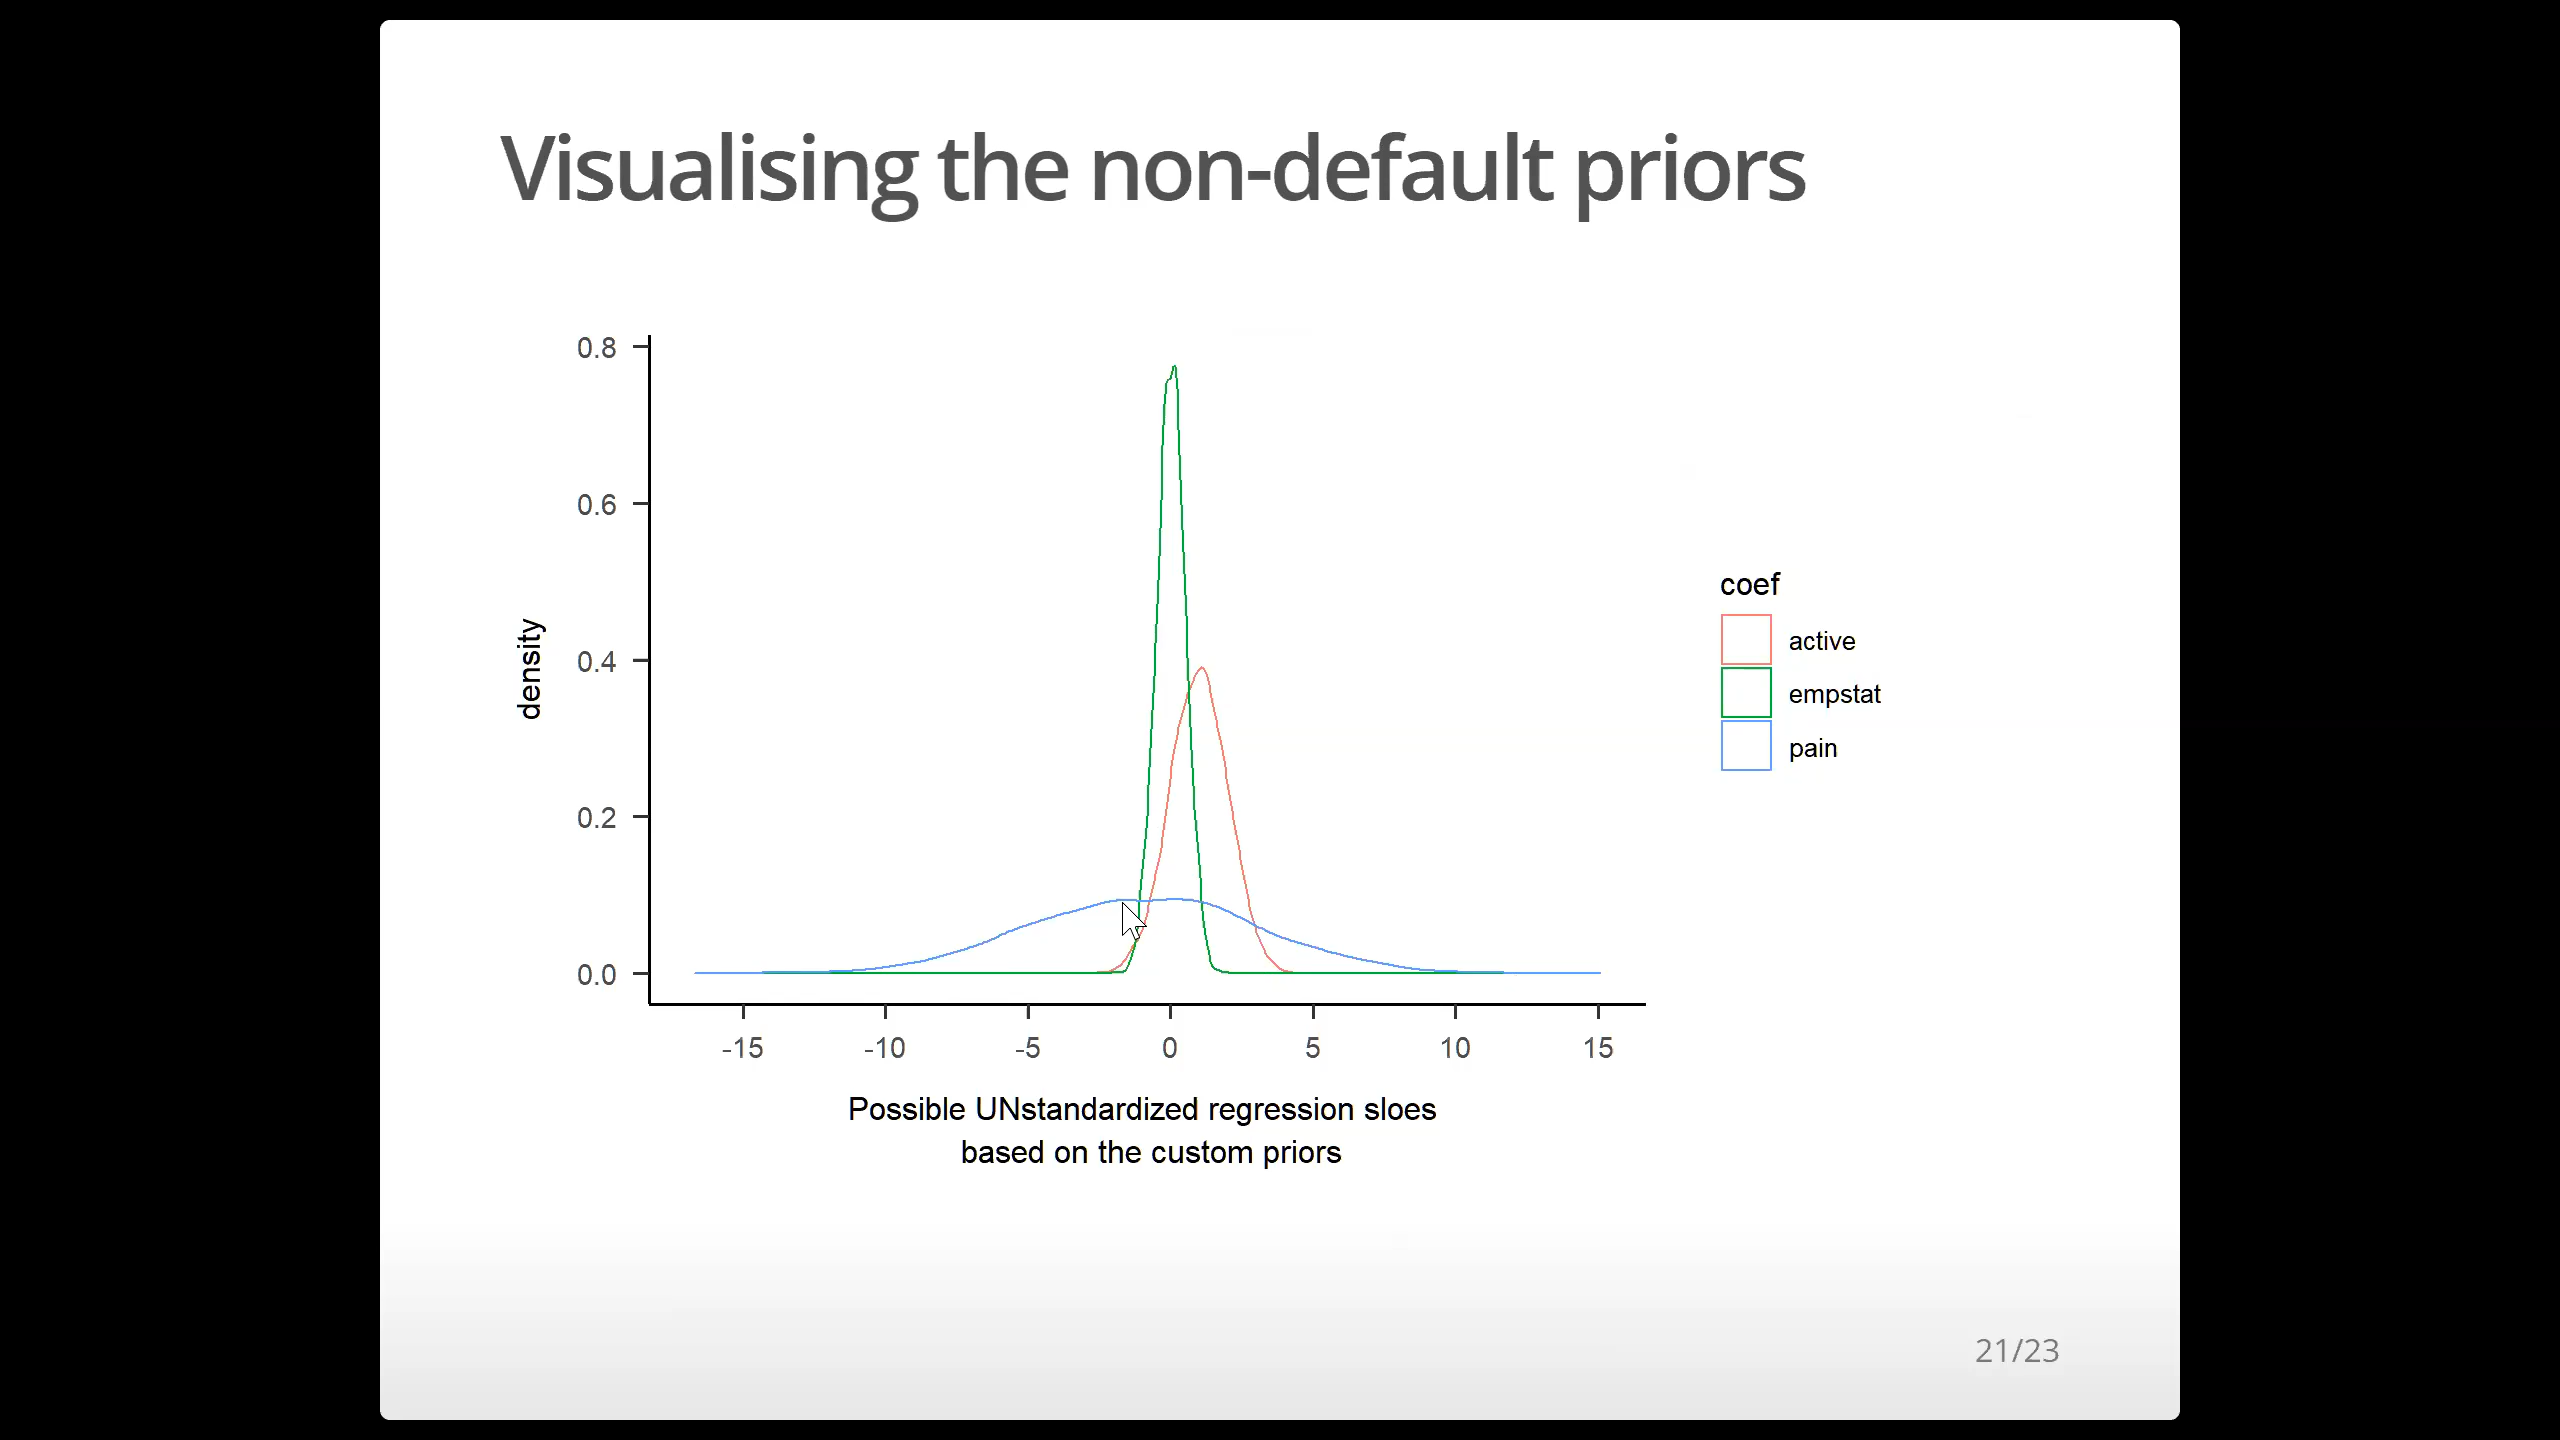 Visualising the non-default priors
0.8
0.6
0.4
0.2
0.0
density
-15 -10 -5 0 5 10 15
Possible UNstandardized regression sloes
based on the custom priors
coef
active
empstat
pain
21/23